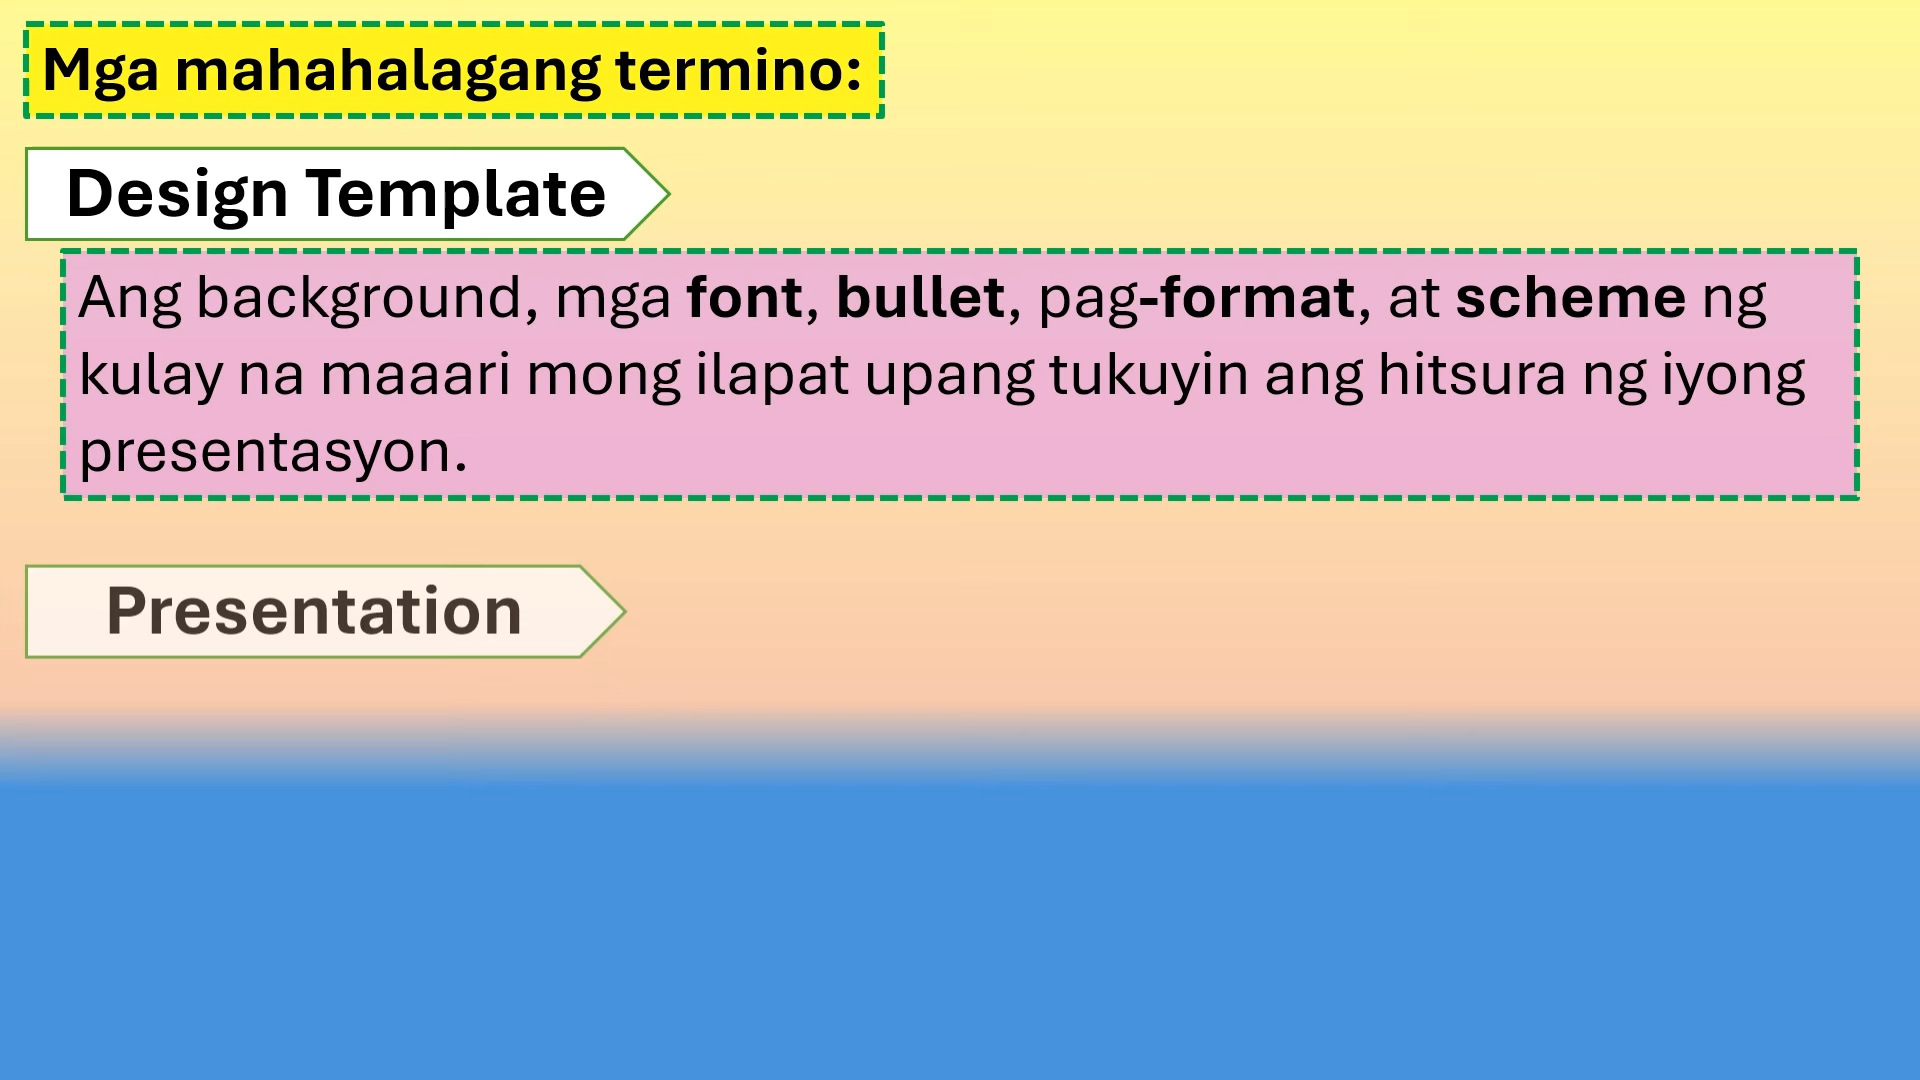 Mga mahahalagang termino:
Design Template
Ang background, mga font, bullet, pag-format, at scheme ng
kulay na maaari mong ilapat upang tukuyin ang hitsura ng iyong
presentasyon.
Presentation